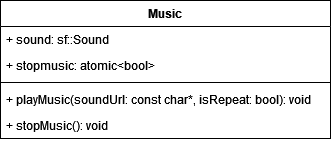 Music
+ sound: sf::Sound
+ stopmusic: atomic<bool>
+ playMusic(soundUrl: const char*, isRepeat: bool): void
+ stopMusic(): void